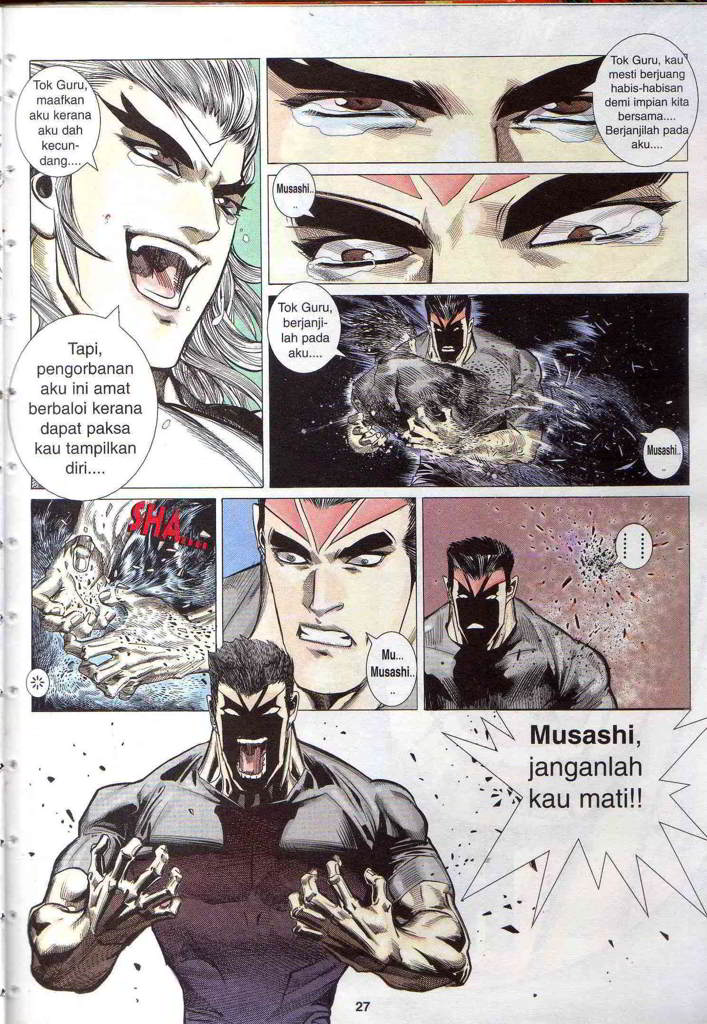 Tok Guru,
maafkan
aku kerana
aku dah
kecun-
dang....
Tapi,
pengorbanan
aku ini amat
berbaloi kerana
dapat paksa
kau tampilkan
diri....
Tok Guru, kau
mesti berjuang
habis-habisan
demi impian kita
bersama....
Berjanjilah pada
aku....
Musashi..
..
Tok Guru,
berjanji-
lah pada
aku....
Musashi..
..
SHA....
Mu...
Musashi..
..
Musashi,
janganlah
kau mati!!
27